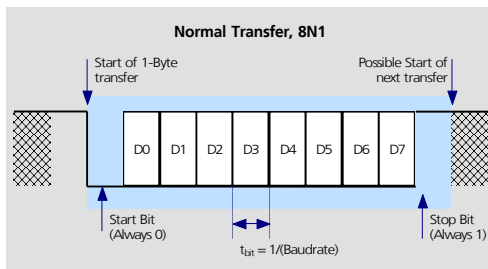 Normal Transfer, 8N1
Start of 1-Byte
transfer
Possible Start of
next transfer
D0 D1 D2 D3 D4 D5 D6 D7
Start Bit
(Always 0)
Stop Bit
(Always 1)
tbit = 1/(Baudrate)